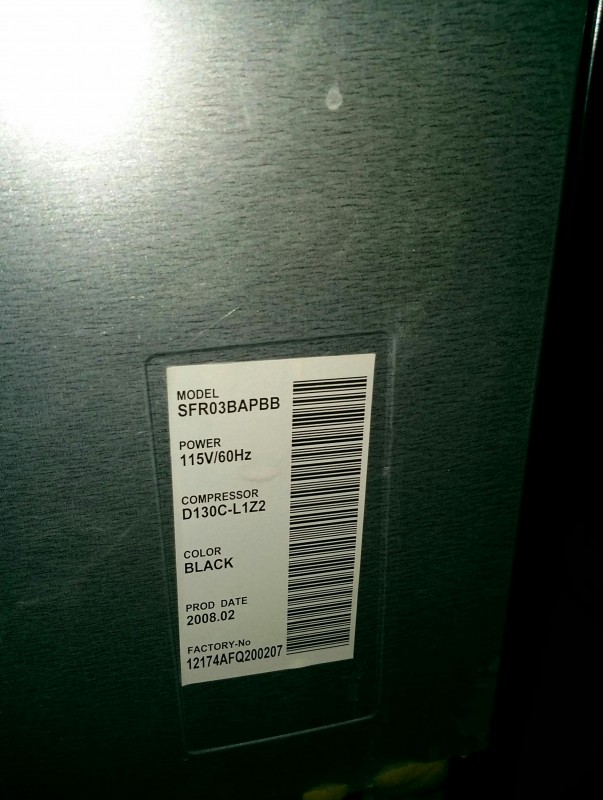 MODEL
SFR03BAPBB
POWER
115V/60Hz
COMPRESSOR
D130C-L1Z2
COLOR
BLACK
PROD DATE
2008.02
FACTORY-No
12174AFQ200207